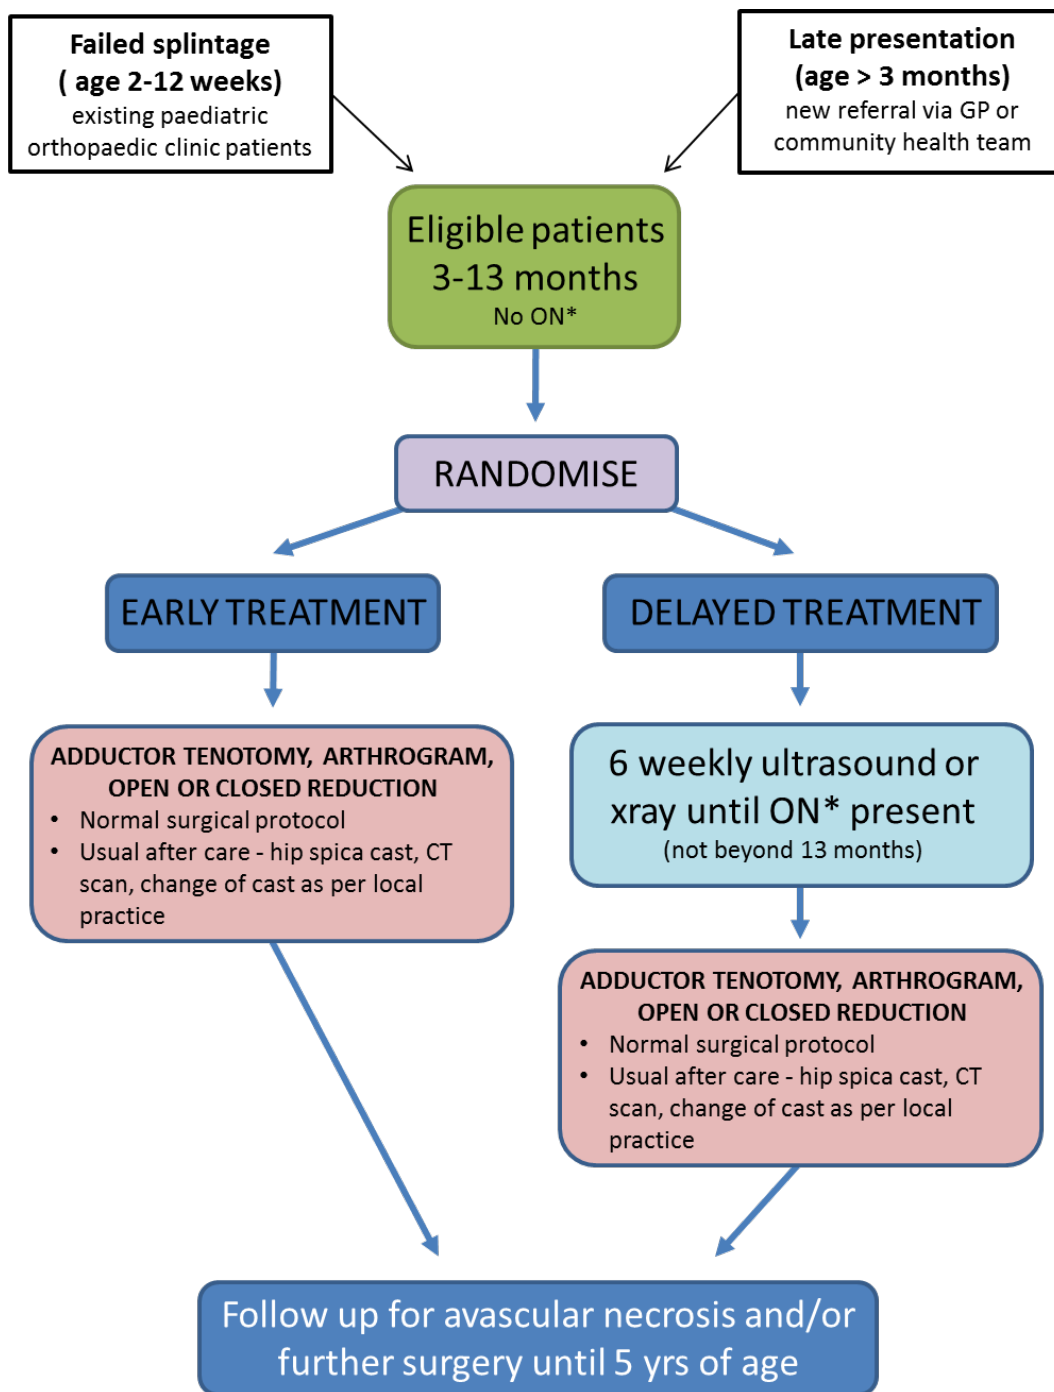 Failed splintage
( age 2-12 weeks)
existing paediatric
orthopaedic clinic patients
Late presentation
(age > 3 months)
new referral via GP or
community health team
Eligible patients
3-13 months
No ON*
RANDOMISE
EARLY TREATMENT
DELAYED TREATMENT
ADDUCTOR TENOTOMY, ARTHROGRAM,
OPEN OR CLOSED REDUCTION
• Normal surgical protocol
• Usual after care - hip spica cast, CT
scan, change of cast as per local
practice
6 weekly ultrasound or
xray until ON* present
(not beyond 13 months)
ADDUCTOR TENOTOMY, ARTHROGRAM,
OPEN OR CLOSED REDUCTION
• Normal surgical protocol
• Usual after care - hip spica cast, CT
scan, change of cast as per local
practice
Follow up for avascular necrosis and/or
further surgery until 5 yrs of age